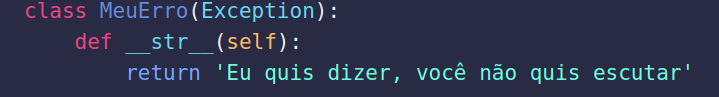 class MeuErro(Exception):
    def __str__(self):
        return 'Eu quis dizer, você não quis escutar'